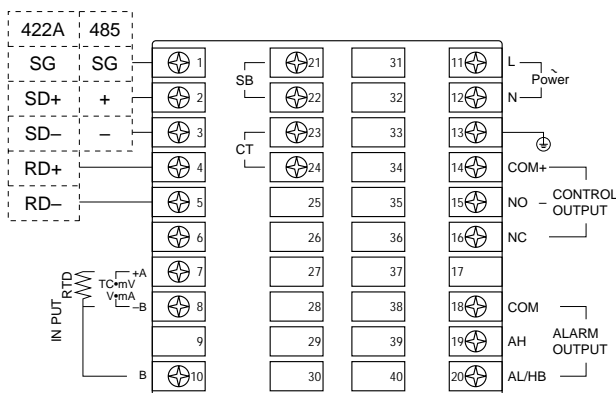 422A 485
SG SG
SD+ +
SD– –
RD+
RD–
1 21 31 11 L
2 22 32 12 N
SB
Power
3 23 33 13
4 24 34 14 COM+
CT
5 25 35 15 NO –
CONTROL
OUTPUT
6 26 36 16 NC
7 27 37 17
8 28 38 18 COM
9 29 39 19 AH
ALARM
OUTPUT
10 30 40 20 AL/HB
IN PUT
RTD
+A
TC•mV
V•mA
–B
B